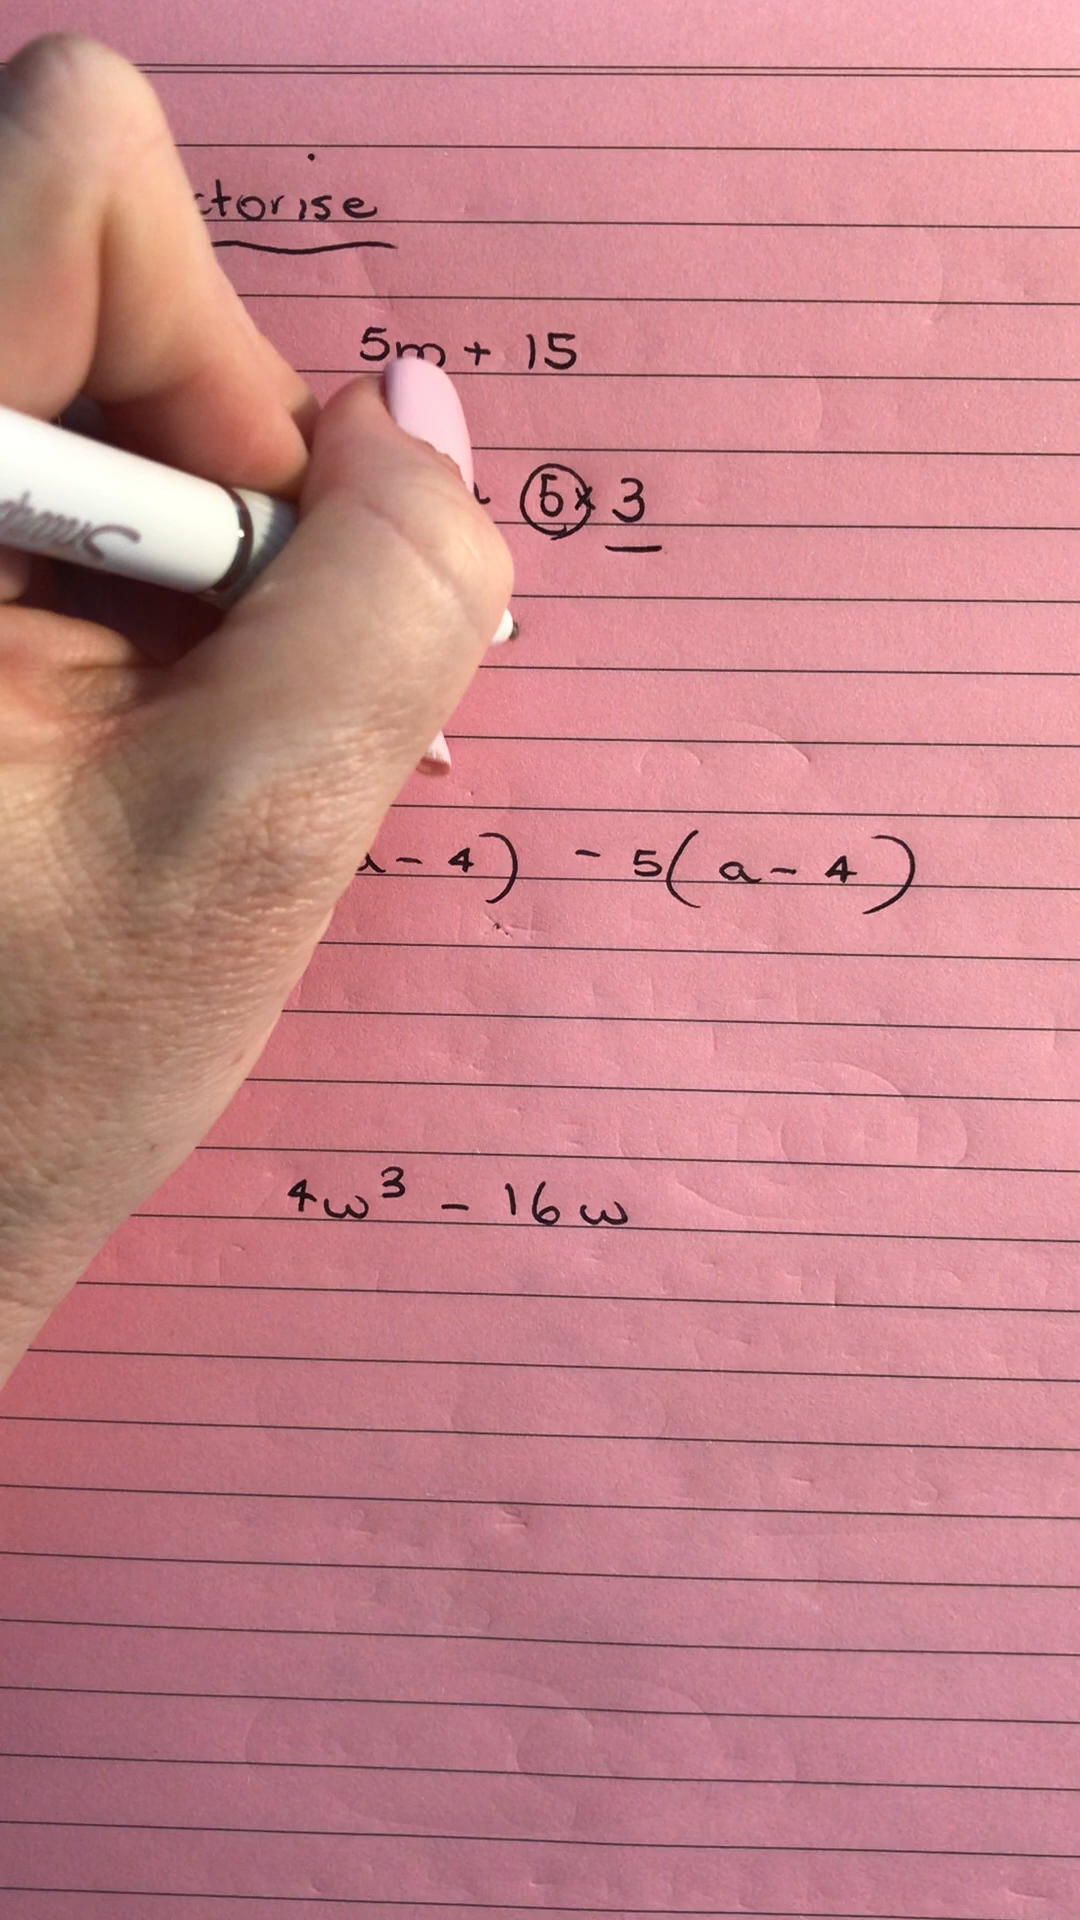 ctorise
5m + 15
5 × 3
a - 4) - 5(a - 4)
4w³ - 16w